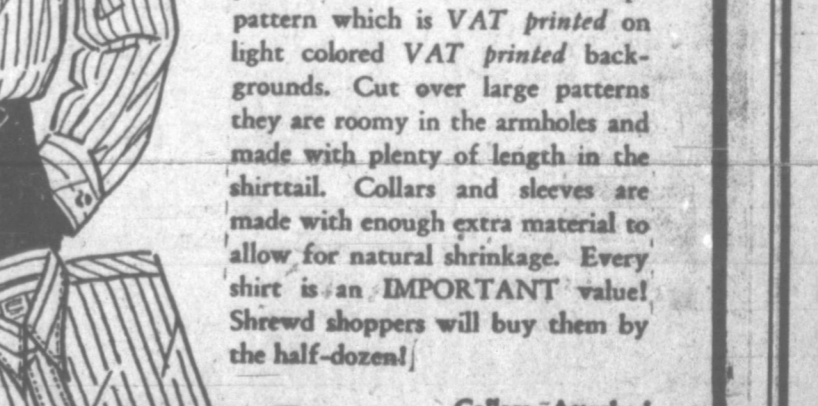 pattern which is VAT printed on
light colored VAT printed back-
grounds. Cut over large patterns
they are roomy in the armholes and
made with plenty of length in the
shirttail. Collars and sleeves are
made with enough extra material to
allow for natural shrinkage. Every
shirt is an IMPORTANT value!
Shrewd shoppers will buy them by
the half-dozen!